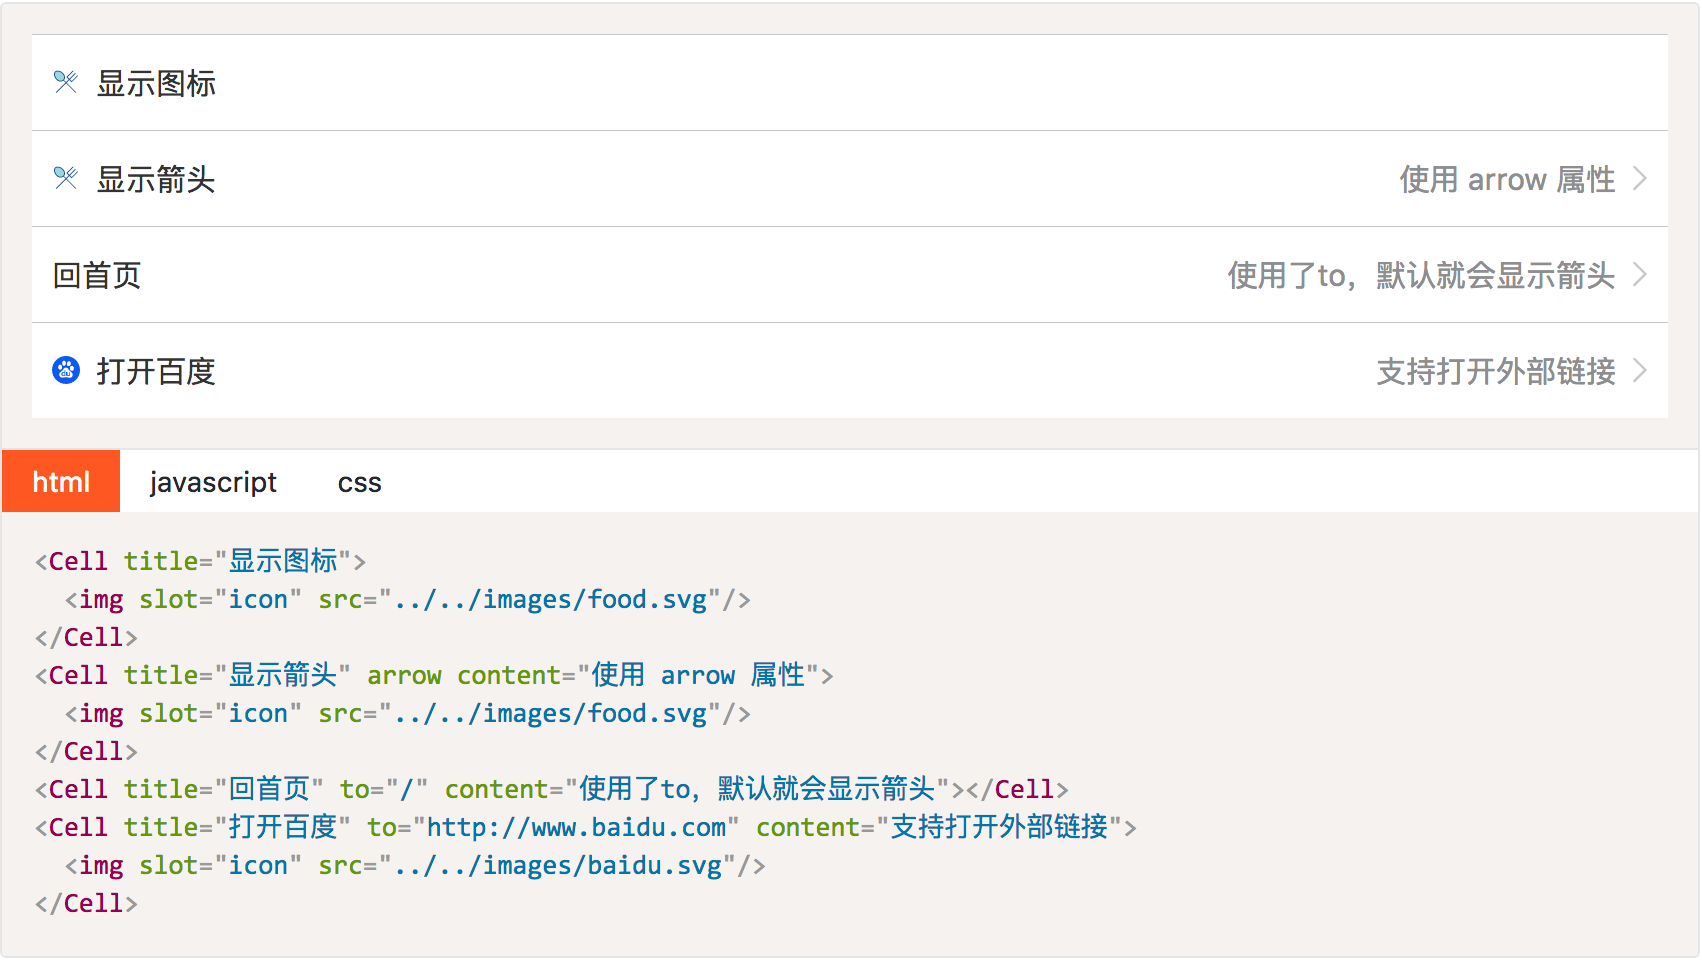 显示图标
显示箭头 使用 arrow 属性
回首页 使用了to，默认就会显示箭头
打开百度 支持打开外部链接
html javascript css
<Cell title="显示图标">
  <img slot="icon" src="../../images/food.svg"/>
</Cell>
<Cell title="显示箭头" arrow content="使用 arrow 属性">
  <img slot="icon" src="../../images/food.svg"/>
</Cell>
<Cell title="回首页" to="/" content="使用了to，默认就会显示箭头"></Cell>
<Cell title="打开百度" to="http://www.baidu.com" content="支持打开外部链接">
  <img slot="icon" src="../../images/baidu.svg"/>
</Cell>